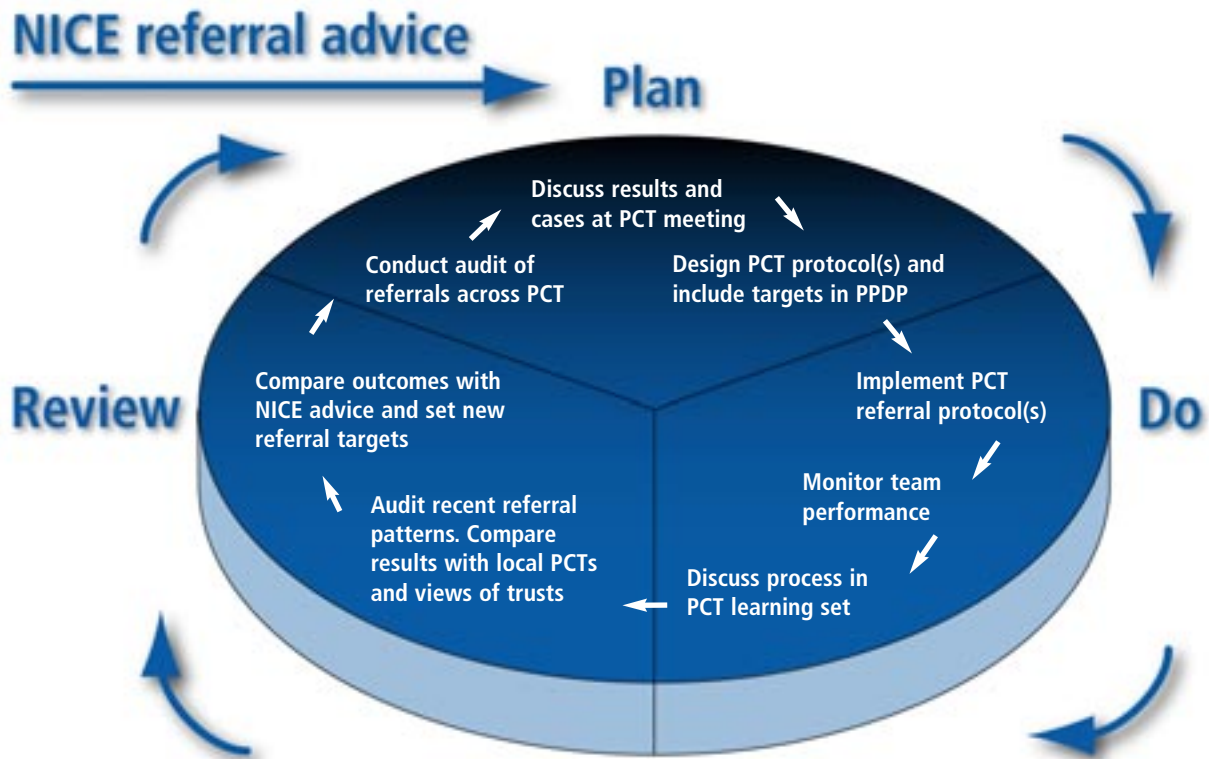 NICE referral advice
Plan
Discuss results and
cases at PCT meeting
Conduct audit of
referrals across PCT
Design PCT protocol(s) and
include targets in PPDP
Review
Compare outcomes with
NICE advice and set new
referral targets
Implement PCT
referral protocol(s)
Do
Monitor team
performance
Audit recent referral
patterns. Compare
results with local PCTs
and views of trusts
Discuss process in
PCT learning set